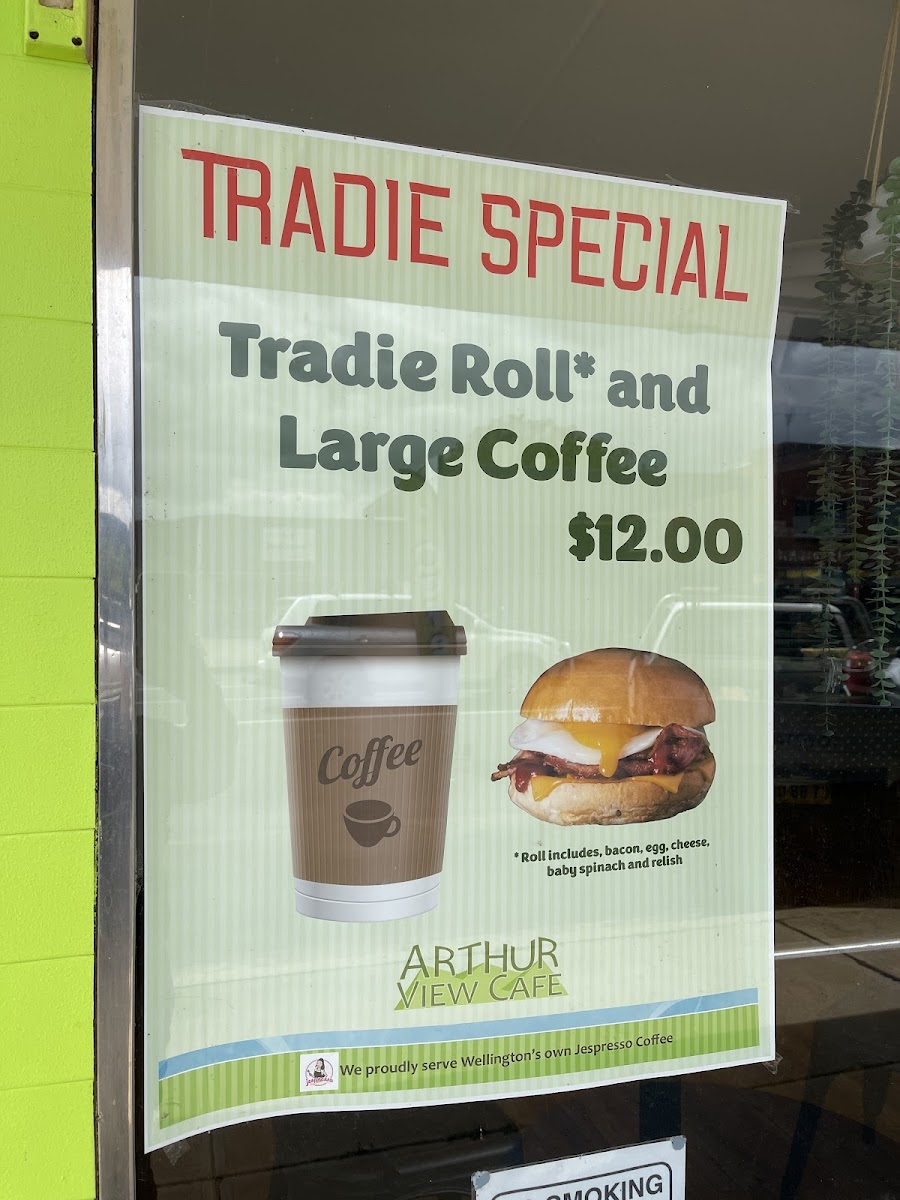 TRADIE SPECIAL
Tradie Roll* and
Large Coffee
$12.00
Coffee
* Roll includes, bacon, egg, cheese,
baby spinach and relish
ARTHUR
VIEW CAFE
We proudly serve Wellington's own Jespresso Coffee
SMOKING